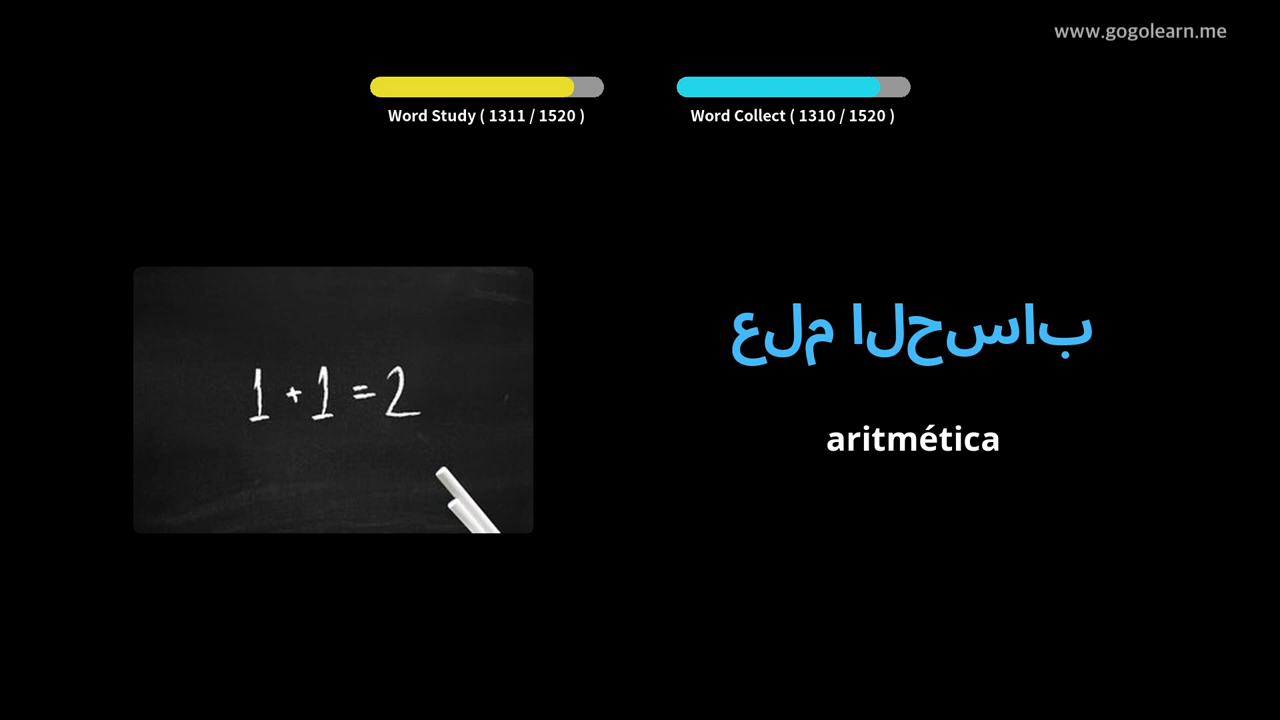 www.gogolearn.me
Word Study ( 1311 / 1520 )
Word Collect ( 1310 / 1520 )
1 + 1 = 2
علم الحساب
aritmética